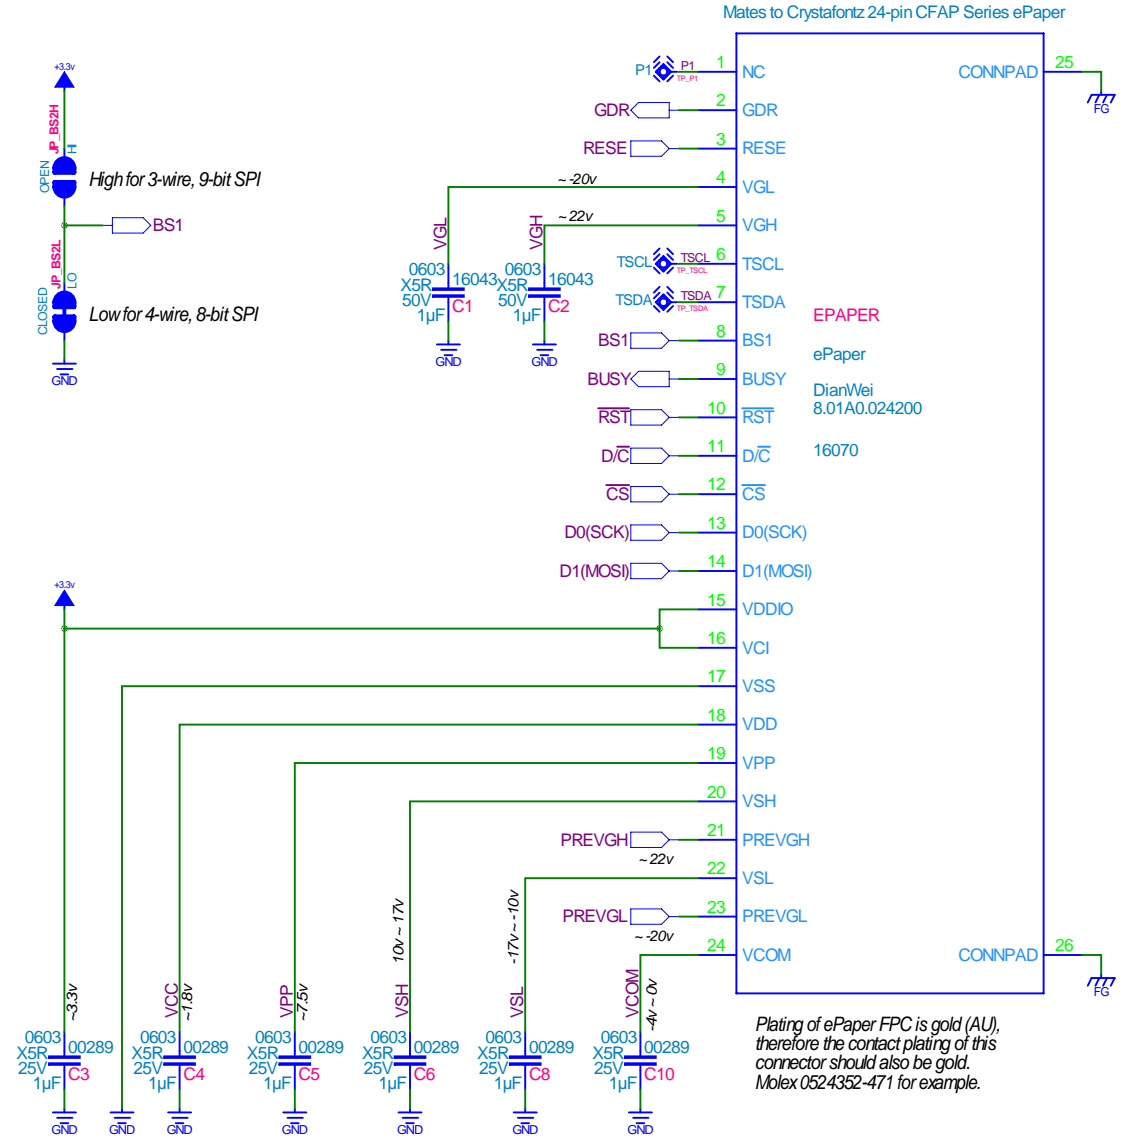 Mates to Crystafontz 24-pin CFAP Series ePaper
+3.3v
JP_BS2H
HI
OPEN
High for 3-wire, 9-bit SPI
BS1
JP_BS2L
LO
CLOSED
Low for 4-wire, 8-bit SPI
GND
P1 P1 1 NC
TP_P1
GDR 2 GDR
RESE 3 RESE
~ -20v 4 VGL
~ 22v 5 VGH
TSCL TSCL 6 TSCL
TP_TSCL
TSDA TSDA 7 TSDA
TP_TSDA
BS1 8 BS1
BUSY 9 BUSY
RST 10 RST
D/C 11 D/C
CS 12 CS
D0(SCK) 13 D0(SCK)
D1(MOSI) 14 D1(MOSI)
15 VDDIO
16 VCI
17 VSS
18 VDD
19 VPP
20 VSH
PREVGH 21 PREVGH
~ 22v
22 VSL
PREVGL 23 PREVGL
~ -20v
24 VCOM
CONNPAD 25
FG
CONNPAD 26
FG
EPAPER
ePaper
DianWei
8.01A0.024200
16070
VGL
0603
X5R 16043
50V C1
1µF
GND
VGH
0603
X5R 16043
50V C2
1µF
GND
+3.3v
~3.3v
0603
X5R 00289
25V C3
1µF
GND
GND
VCC
~1.8v
0603
X5R 00289
25V C4
1µF
GND
VPP
~7.5v
0603
X5R 00289
25V C5
1µF
GND
VSH
10v ~ 17v
0603
X5R 00289
25V C6
1µF
GND
VSL
-17v ~ -10v
0603
X5R 00289
25V C8
1µF
GND
VCOM
-4v ~ 0v
0603
X5R 00289
25V C10
1µF
GND
Plating of ePaper FPC is gold (AU),
therefore the contact plating of this
connector should also be gold.
Molex 0524352-471 for example.